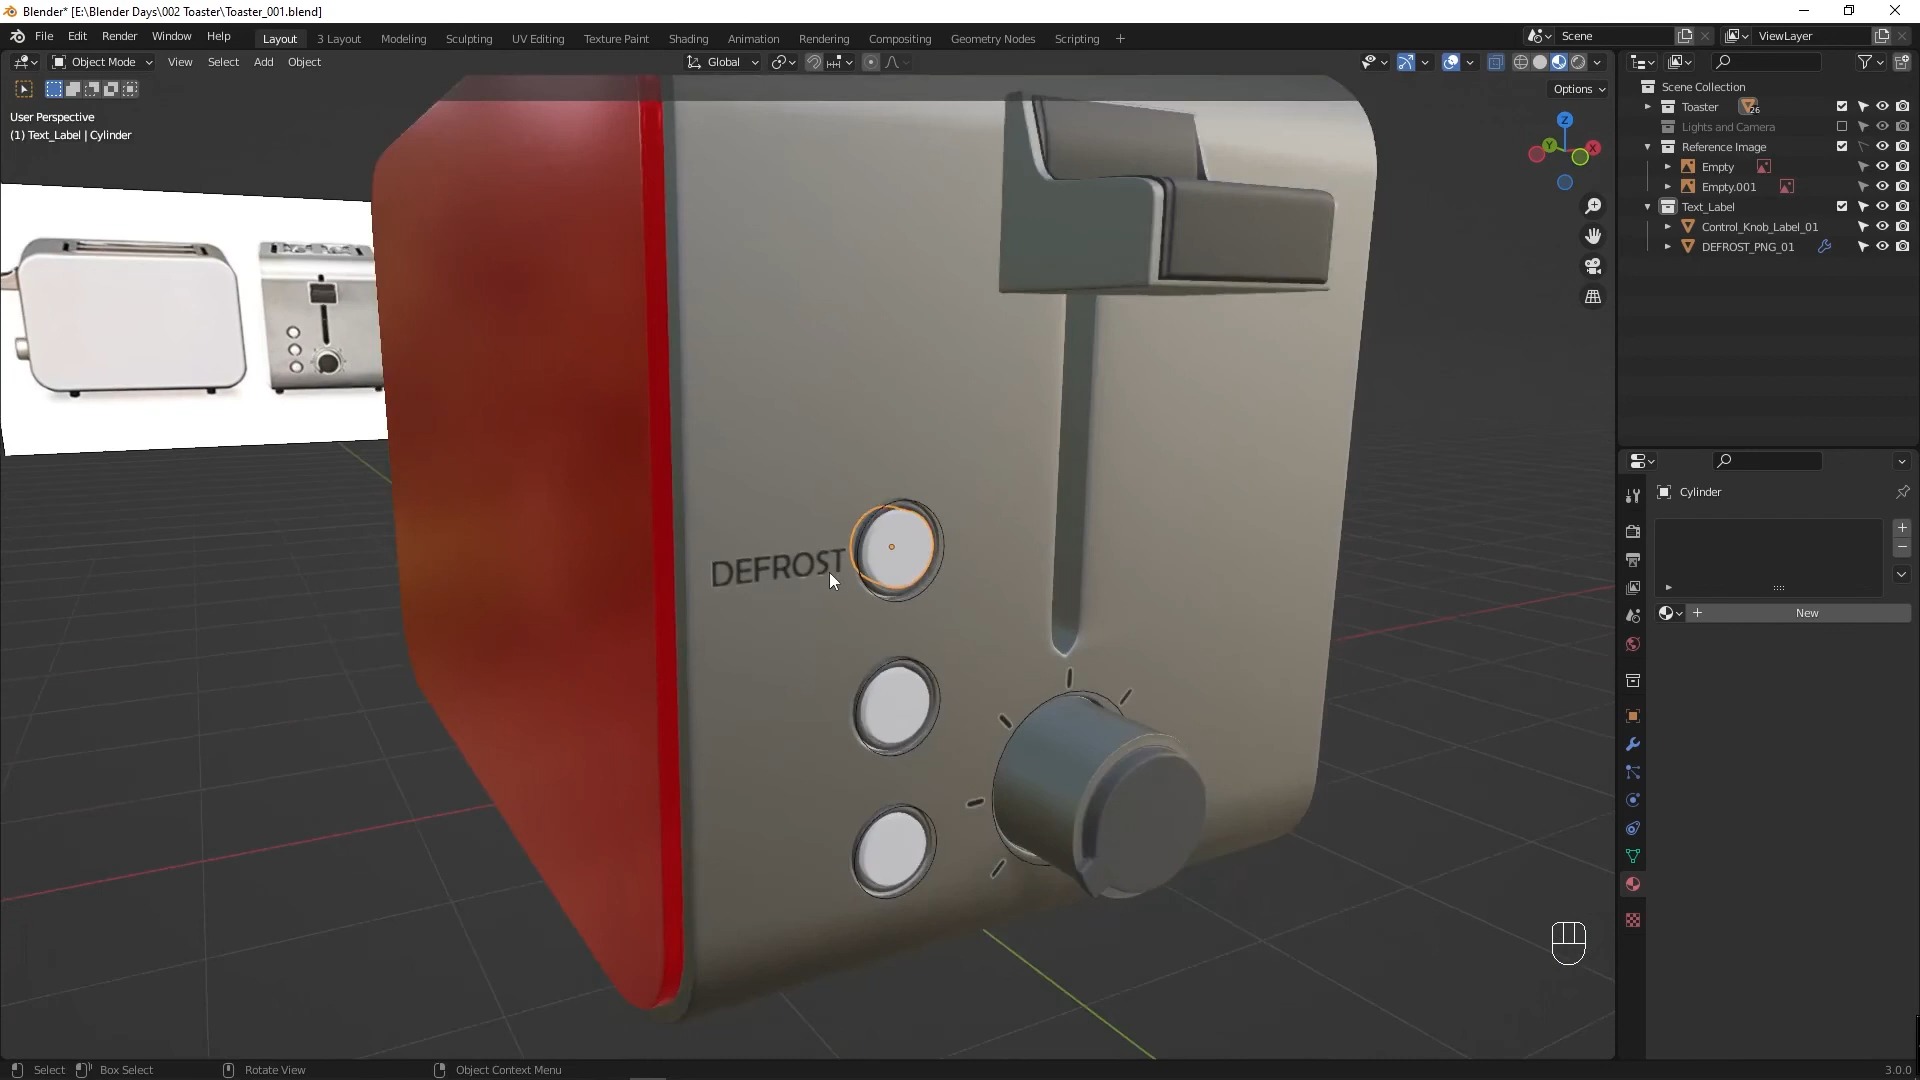 Blender* [E:\Blender Days\002 Toaster\Toaster_001.blend]
File Edit Render Window Help Layout 3 Layout Modeling Sculpting UV Editing Texture Paint Shading Animation Rendering Compositing Geometry Nodes Scripting + Scene ViewLayer
Object Mode View Select Add Object Global
Options
User Perspective
(1) Text_Label | Cylinder
Z
Y
X
Scene Collection
Toaster 26
Lights and Camera
Reference Image
Empty
Empty.001
Text_Label
Control_Knob_Label_01
DEFROST_PNG_01
Cylinder
+ New
DEFROST
Select Box Select Rotate View Object Context Menu 3.0.0